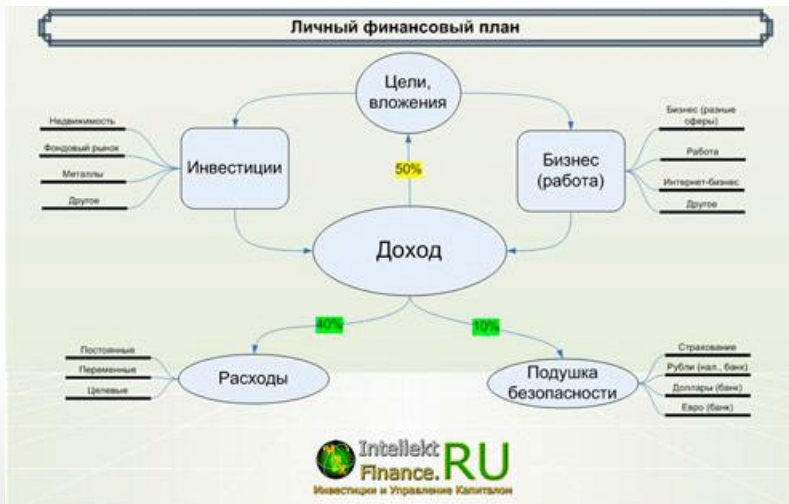 Личный финансовый план
Цели,
вложения
Недвижимость
Фондовый рынок
Металлы
Другое
Инвестиции
50%
Бизнес
(работа)
Бизнес (разные
сферы)
Работа
Интернет-бизнес
Другое
Доход
40%
10%
Постоянные
Переменные
Целевые
Расходы
Подушка
безопасности
Страхование
Рубли (нал., банк)
Доллары (банк)
Евро (банк)
Intellekt
Finance.RU
Инвестиции и Управление Капиталом